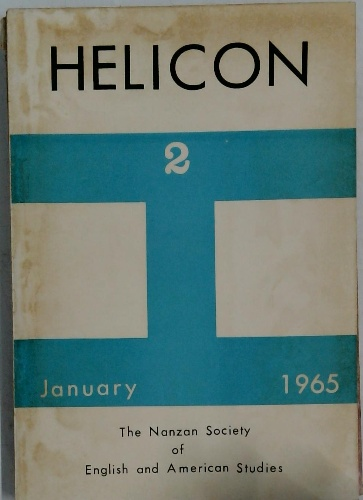 HELICON
2
January 1965
The Nanzan Society
of
English and American Studies